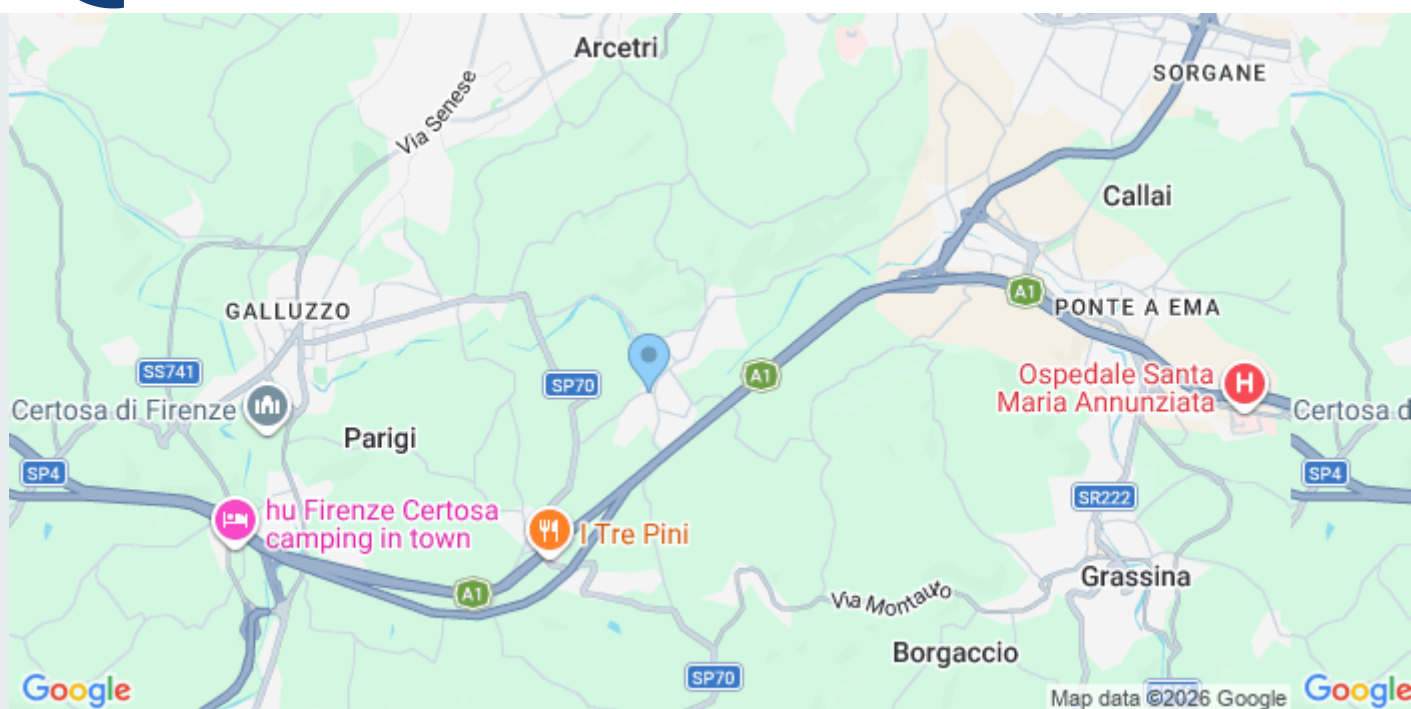 Arcetri
SORGANE
Via Senese
Callai
GALLUZZO
A1
PONTE A EMA
SS741
SP70
A1
Ospedale Santa
Maria Annunziata
H
Certosa di Firenze
Certosa d
Parigi
SP4
SP4
SR222
hu Firenze Certosa
camping in town
I Tre Pini
A1
Via Montauto
Grassina
Borgaccio
SP70
Google
Map data ©2026 Google
Google